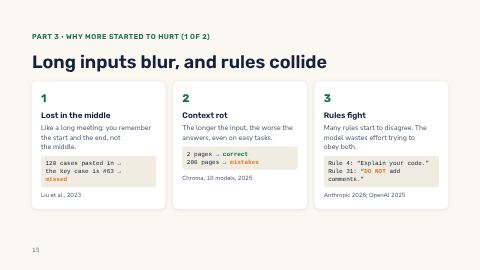 PART 3 • WHY MORE STARTED TO HURT (1 OF 2)
Long inputs blur, and rules collide
1
Lost in the middle
Like a long meeting: you remember
the start and the end, not
the middle.
120 cases pasted in →
the key case is #63 →
missed
Liu et al., 2023
2
Context rot
The longer the input, the worse the
answers, even on easy tasks.
2 pages → correct
200 pages → mistakes
Chroma, 18 models, 2025
3
Rules fight
Many rules start to disagree. The
model wastes effort trying to
obey both.
Rule 4: "Explain your code."
Rule 31: "DO NOT add
comments."
Anthropic 2026; OpenAI 2025
13